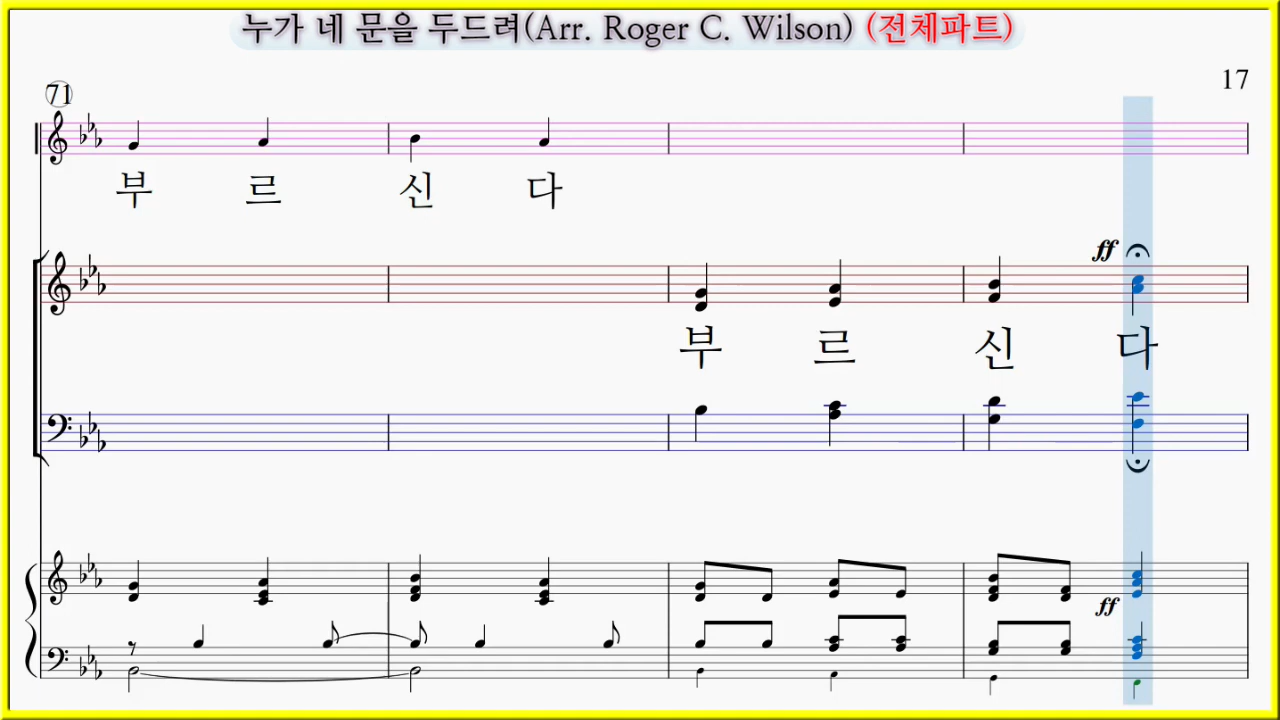 누가 네 문을 두드려(Arr. Roger C. Wilson) (전체파트)
71
17
부 르 신 다
ff
부 르 신 다
ff